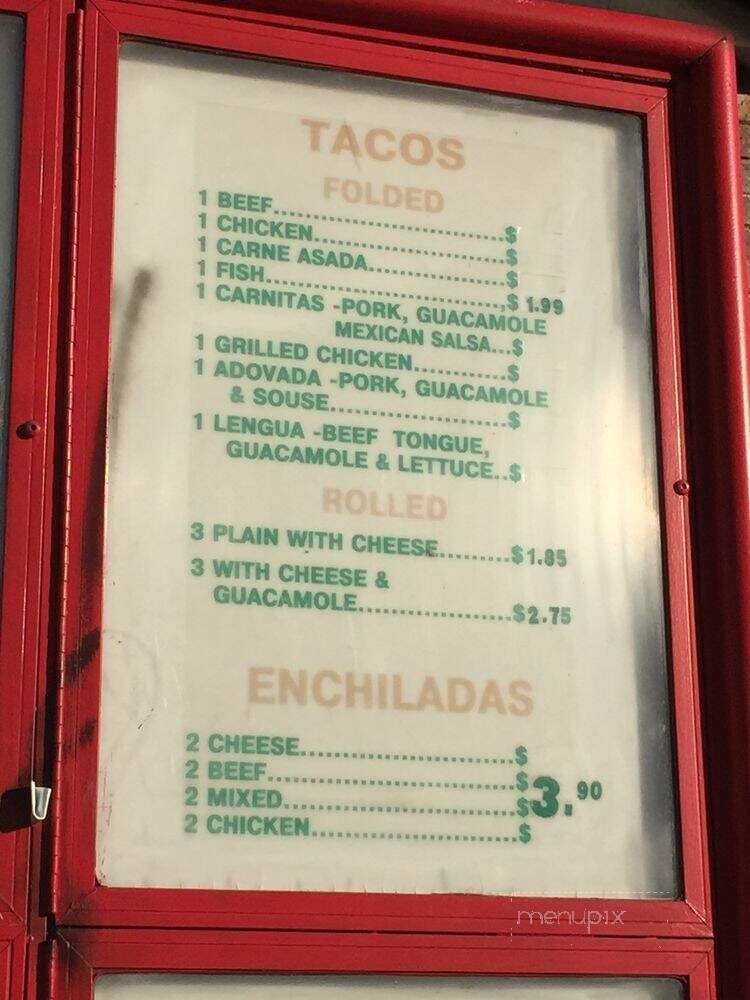 TACOS
FOLDED
1 BEEF..............................$
1 CHICKEN.........................$
1 CARNE ASADA..................$
1 FISH..............................,$ 1.99
1 CARNITAS -PORK, GUACAMOLE
MEXICAN SALSA...$
1 GRILLED CHICKEN............$
1 ADOVADA -PORK, GUACAMOLE
& SOUSE.......................$
1 LENGUA -BEEF TONGUE,
GUACAMOLE & LETTUCE..$
ROLLED
3 PLAIN WITH CHEESE.........$1.85
3 WITH CHEESE &
GUACAMOLE....................$2.75
ENCHILADAS
2 CHEESE............................$
2 BEEF................................$
2 MIXED..............................$3.90
2 CHICKEN...........................$
menupix